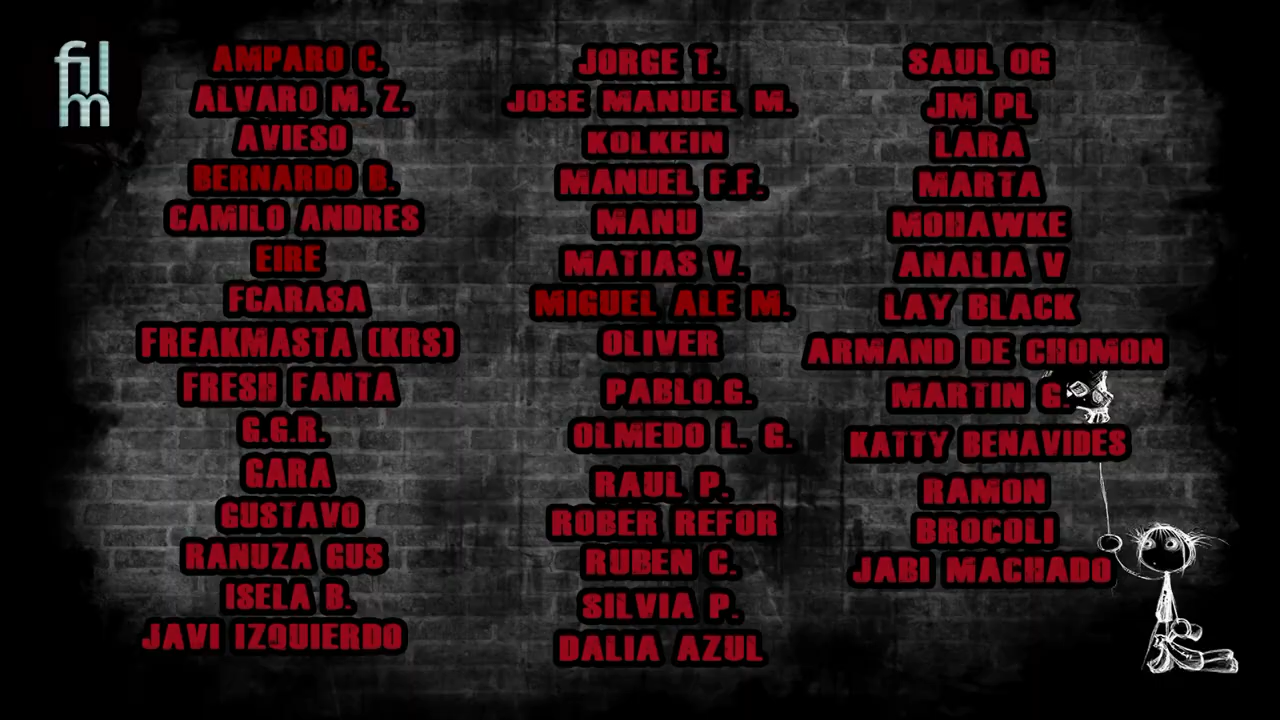 film
AMPARO C.
ALVARO M. Z.
AVIESO
BERNARDO B.
CAMILO ANDRES
EIRE
FCARASA
FREAKMASTA (KRS)
FRESH FANTA
G.G.R.
GARA
GUSTAVO
RANUZA GUS
ISELA B.
JAVI IZQUIERDO
JORGE T.
JOSE MANUEL M.
KOLKEIN
MANUEL F.F.
MANU
MATIAS V.
MIGUEL ALE M.
OLIVER
PABLO.G.
OLMEDO L. G.
RAUL P.
ROBER REFOR
RUBEN C.
SILVIA P.
DALIA AZUL
SAUL OG
JM PL
LARA
MARTA
MOHAWKE
ANALIA V
LAY BLACK
ARMAND DE CHOMON
MARTIN G.
KATTY BENAVIDES
RAMON
BROCOLI
JABI MACHADO